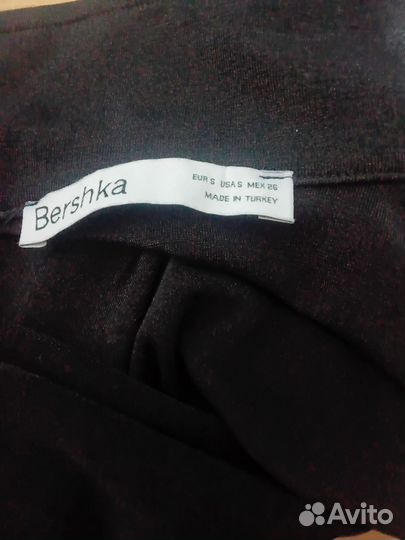 Bershka
EUR S USA S MEX 26
MADE IN TURKEY
Avito